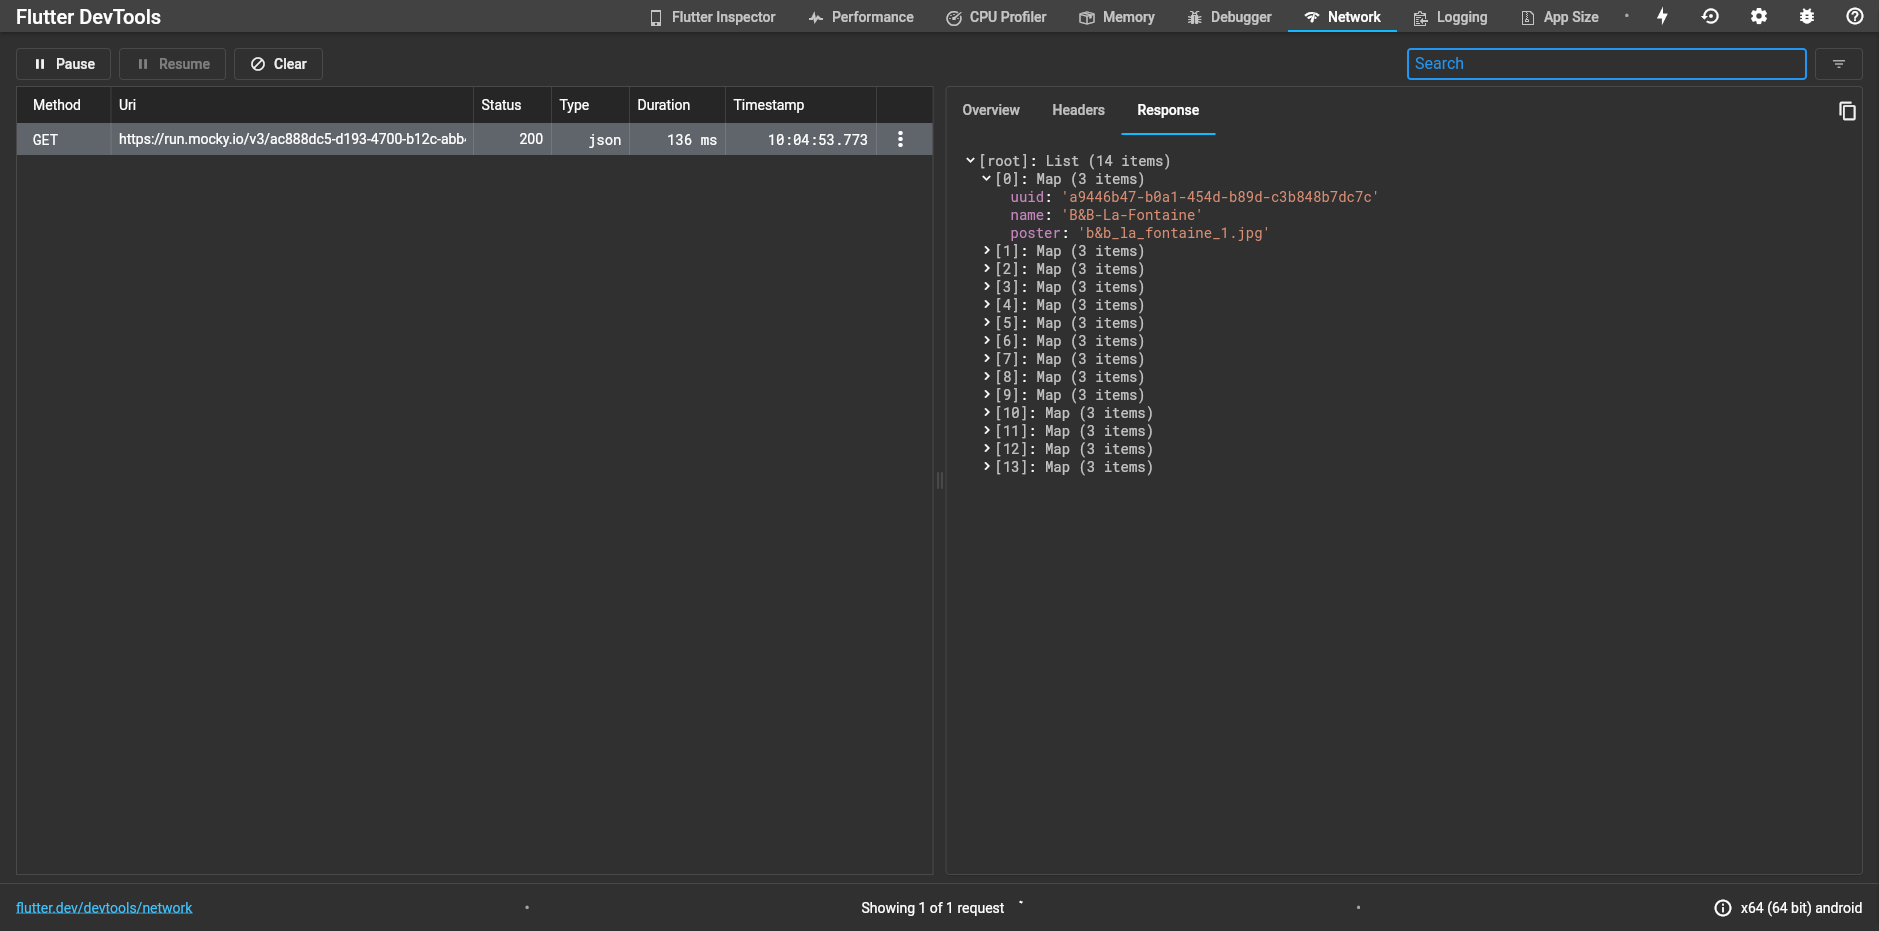 Flutter DevTools
Flutter Inspector Performance CPU Profiler Memory Debugger Network Logging App Size
Pause Resume Clear
Search
Method Uri Status Type Duration Timestamp
GET https://run.mocky.io/v3/ac888dc5-d193-4700-b12c-abb 200 json 136 ms 10:04:53.773
Overview Headers Response
[root]: List (14 items)
[0]: Map (3 items)
uuid: 'a9446b47-b0a1-454d-b89d-c3b848b7dc7c'
name: 'B&B-La-Fontaine'
poster: 'b&b_la_fontaine_1.jpg'
[1]: Map (3 items)
[2]: Map (3 items)
[3]: Map (3 items)
[4]: Map (3 items)
[5]: Map (3 items)
[6]: Map (3 items)
[7]: Map (3 items)
[8]: Map (3 items)
[9]: Map (3 items)
[10]: Map (3 items)
[11]: Map (3 items)
[12]: Map (3 items)
[13]: Map (3 items)
flutter.dev/devtools/network
Showing 1 of 1 request
x64 (64 bit) android